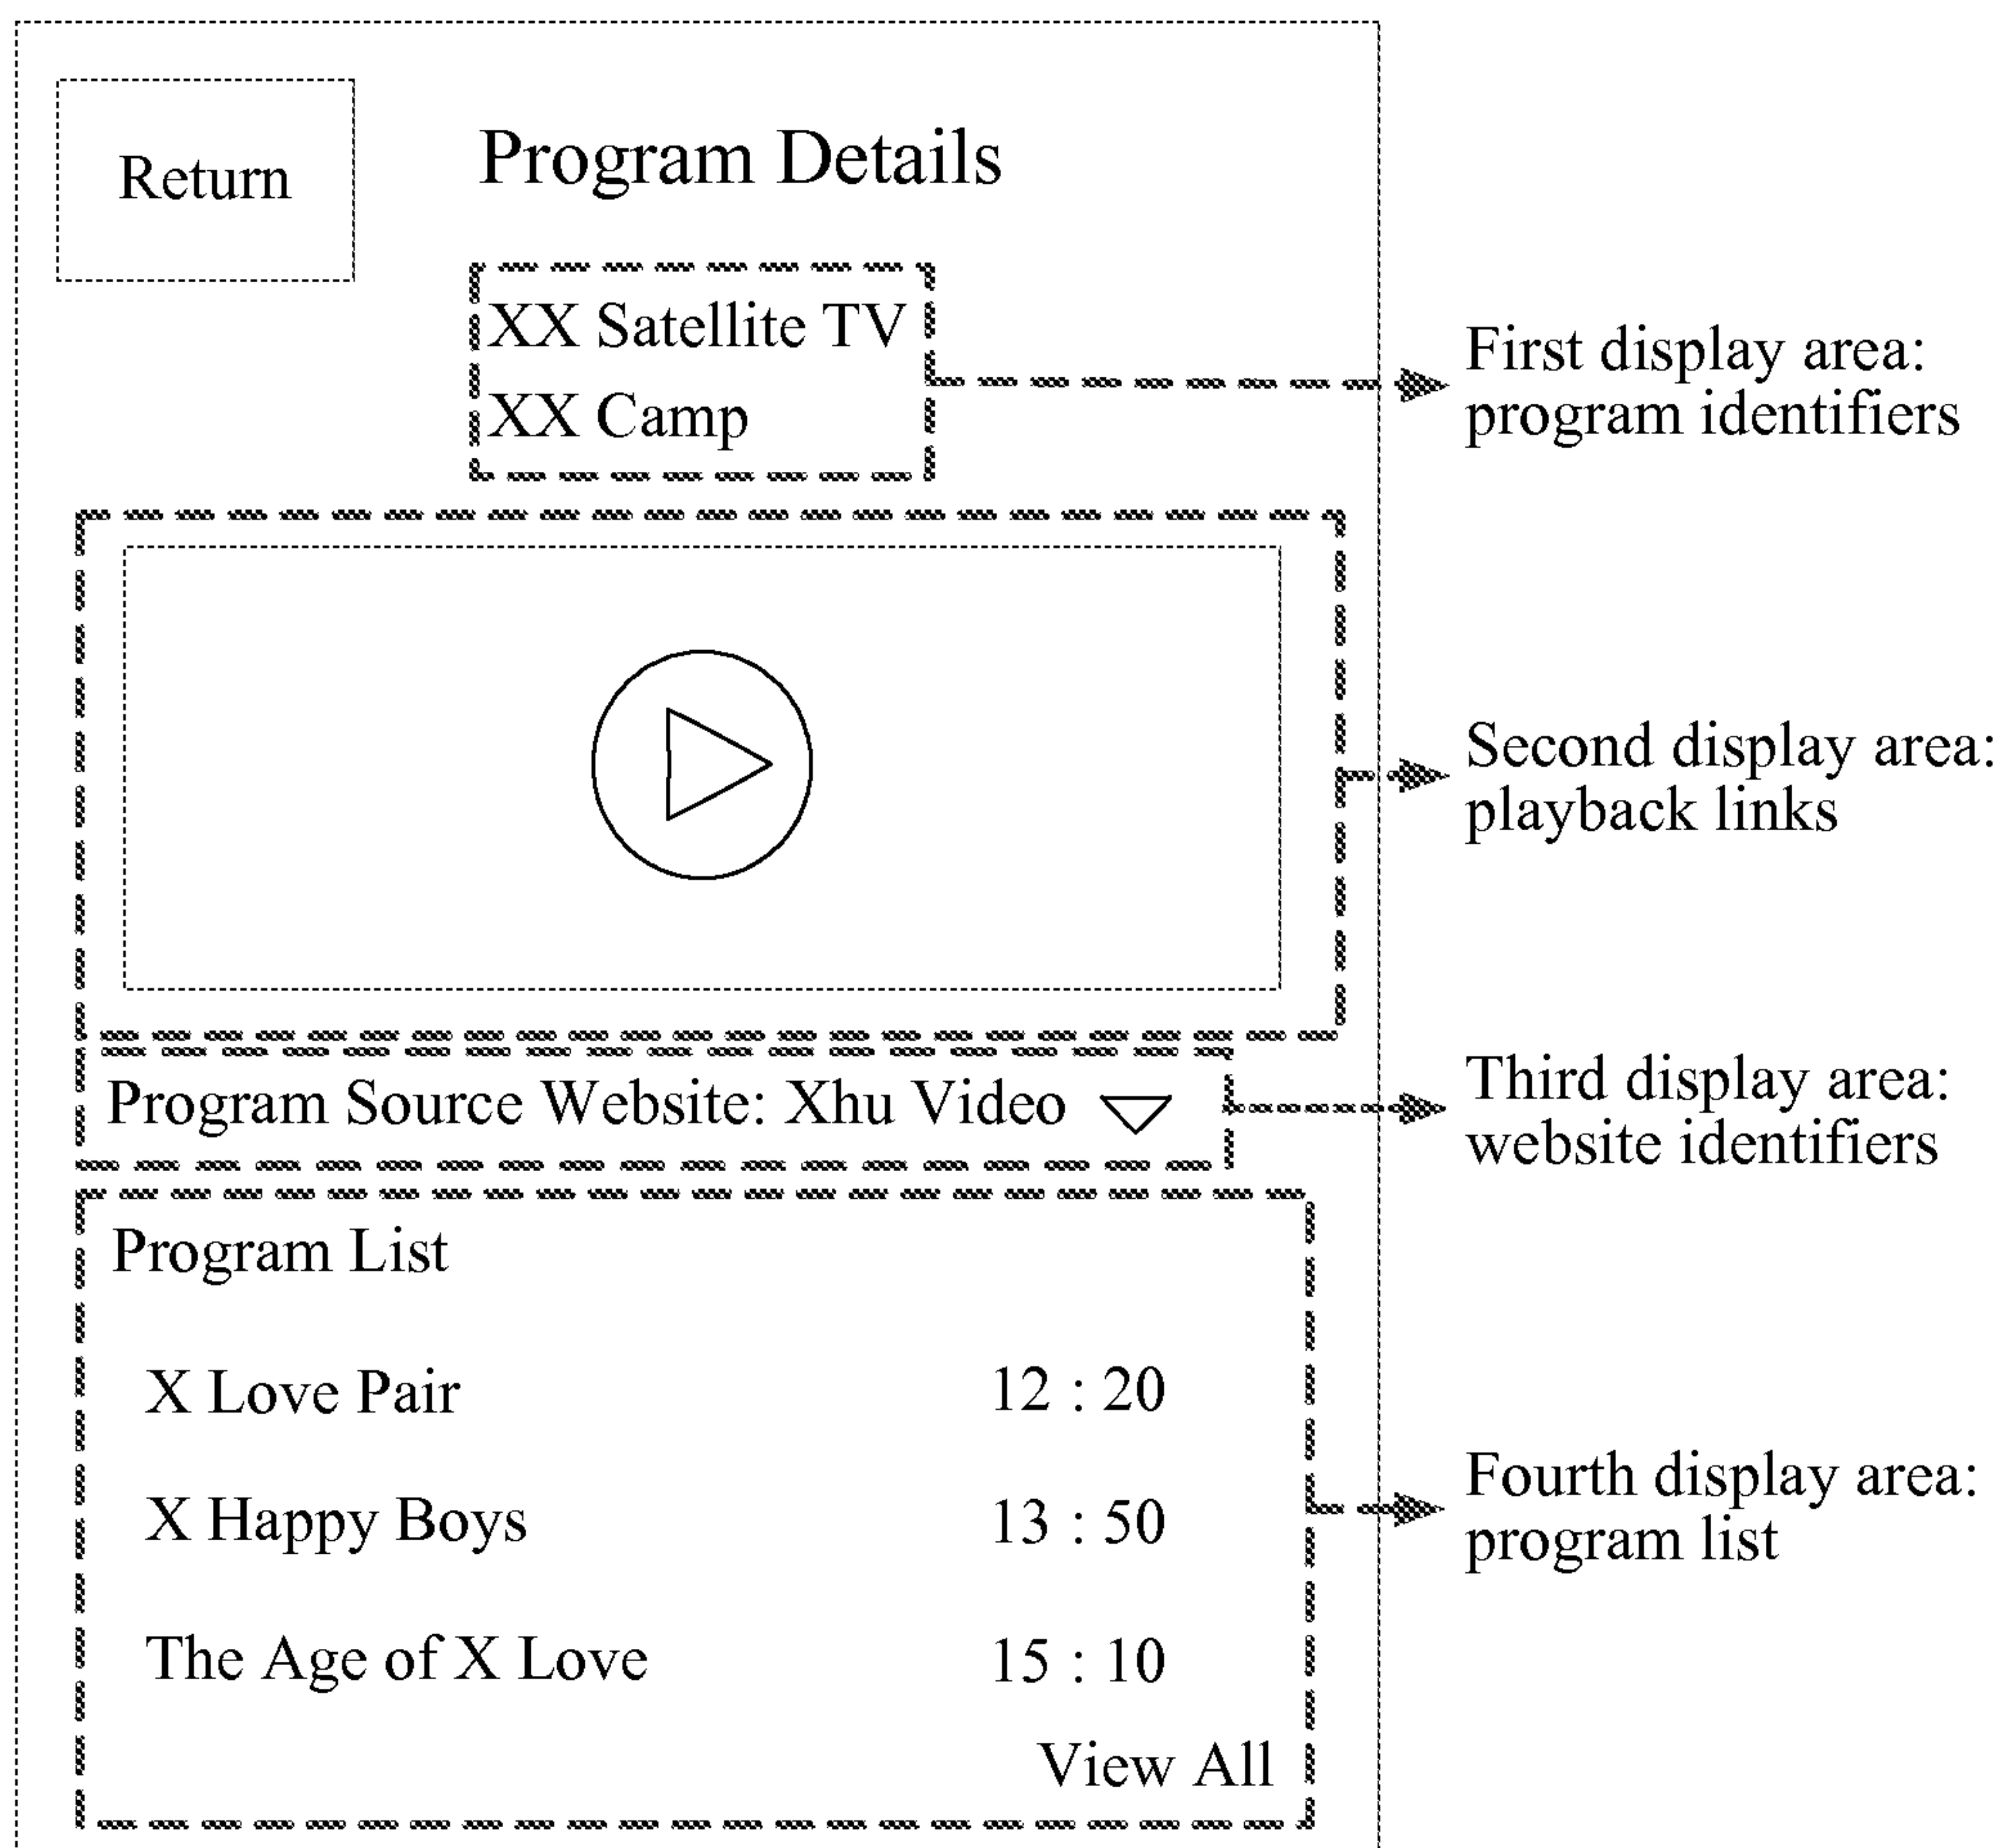 Return
Program Details
XX Satellite TV
XX Camp
First display area:
program identifiers
Second display area:
playback links
Program Source Website: Xhu Video
Third display area:
website identifiers
Program List
X Love Pair 12 : 20
X Happy Boys 13 : 50
The Age of X Love 15 : 10
View All
Fourth display area:
program list